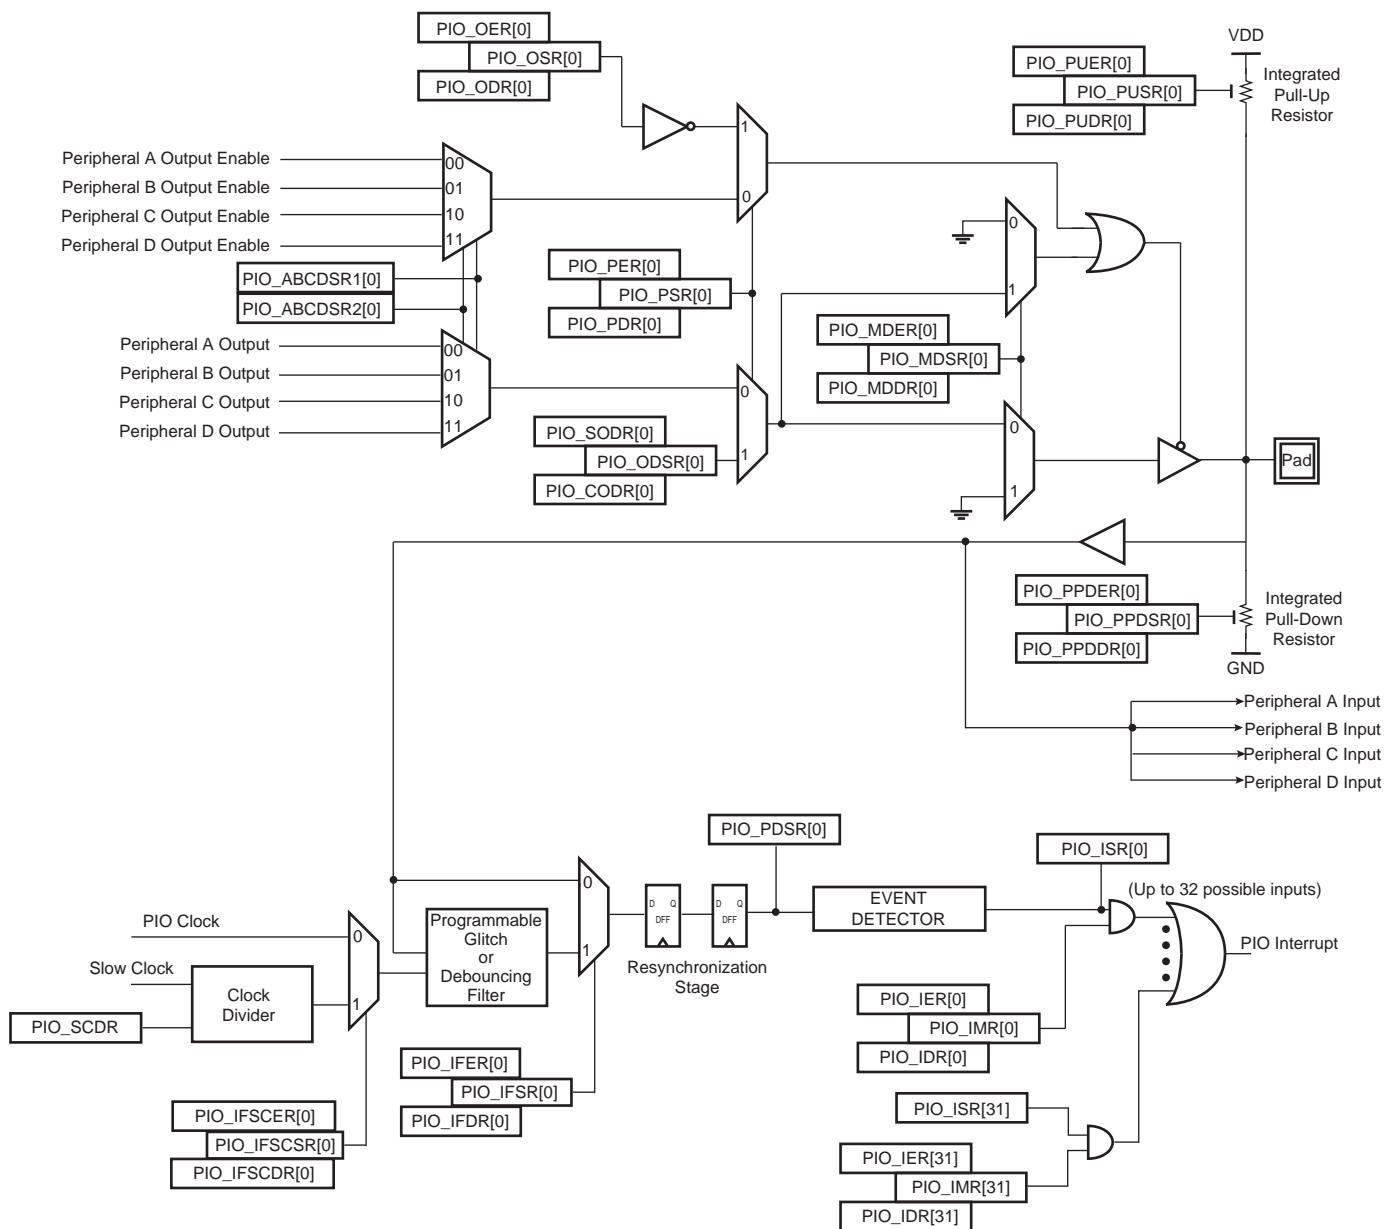 PIO_OER[0]
PIO_OSR[0]
PIO_ODR[0]
1
0
VDD
PIO_PUER[0]
PIO_PUSR[0]
PIO_PUDR[0]
Integrated
Pull-Up
Resistor
Peripheral A Output Enable
Peripheral B Output Enable
Peripheral C Output Enable
Peripheral D Output Enable
00
01
10
11
PIO_ABCDSR1[0]
PIO_ABCDSR2[0]
PIO_PER[0]
PIO_PSR[0]
PIO_PDR[0]
0
1
PIO_MDER[0]
PIO_MDSR[0]
PIO_MDDR[0]
Peripheral A Output
Peripheral B Output
Peripheral C Output
Peripheral D Output
00
01
10
11
0
1
PIO_SODR[0]
PIO_ODSR[0]
PIO_CODR[0]
0
1
Pad
PIO_PPDER[0]
PIO_PPDSR[0]
PIO_PPDDR[0]
Integrated
Pull-Down
Resistor
GND
Peripheral A Input
Peripheral B Input
Peripheral C Input
Peripheral D Input
PIO_PDSR[0]
PIO_ISR[0]
(Up to 32 possible inputs)
PIO Clock
Slow Clock
PIO_SCDR
Clock
Divider
0
1
Programmable
Glitch
or
Debouncing
Filter
0
1
D Q
DFF
D Q
DFF
Resynchronization
Stage
EVENT
DETECTOR
PIO Interrupt
PIO_IER[0]
PIO_IMR[0]
PIO_IDR[0]
PIO_IFER[0]
PIO_IFSR[0]
PIO_IFDR[0]
PIO_IFSCER[0]
PIO_IFSCSR[0]
PIO_IFSCDR[0]
PIO_ISR[31]
PIO_IER[31]
PIO_IMR[31]
PIO_IDR[31]